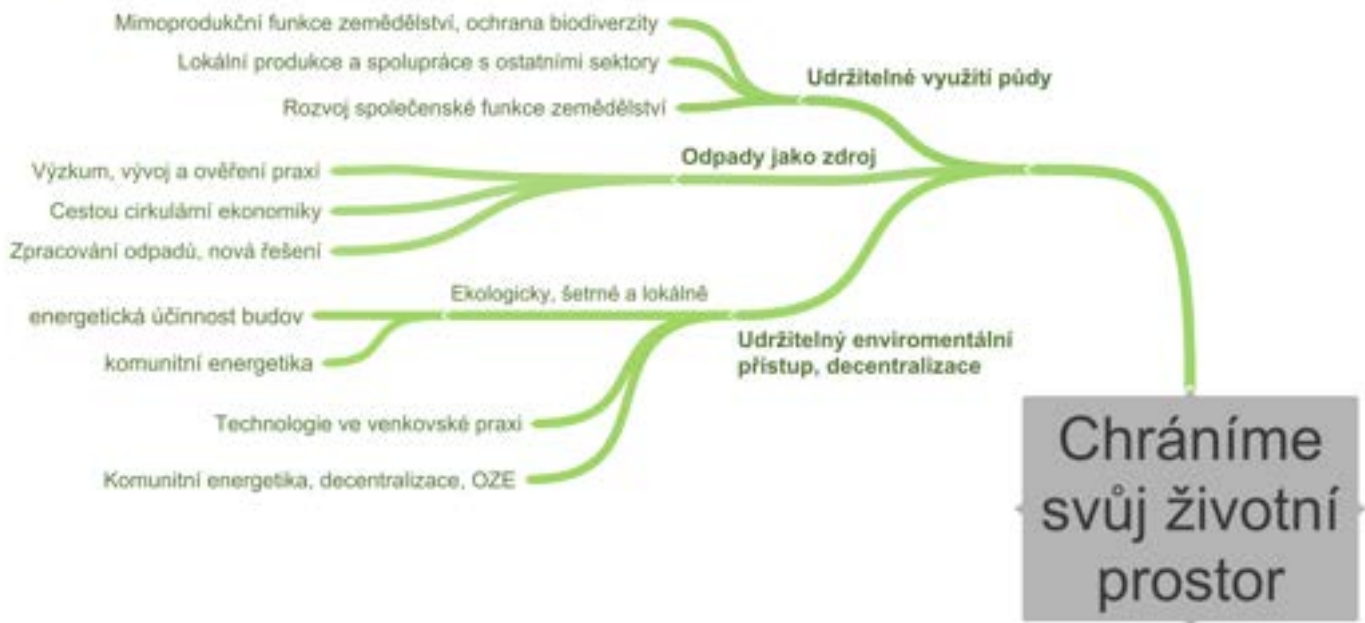 Mimoprodukční funkce zemědělství, ochrana biodiverzity
Lokální produkce a spolupráce s ostatními sektory
Rozvoj společenské funkce zemědělství
Udržitelné využití půdy
Odpady jako zdroj
Výzkum, vývoj a ověření praxí
Cestou cirkulární ekonomiky
Zpracování odpadů, nová řešení
Ekologicky, šetrně a lokálně
energetická účinnost budov
komunitní energetika
Udržitelný enviromentální
přístup, decentralizace
Technologie ve venkovské praxi
Komunitní energetika, decentralizace, OZE
Chráníme
svůj životní
prostor